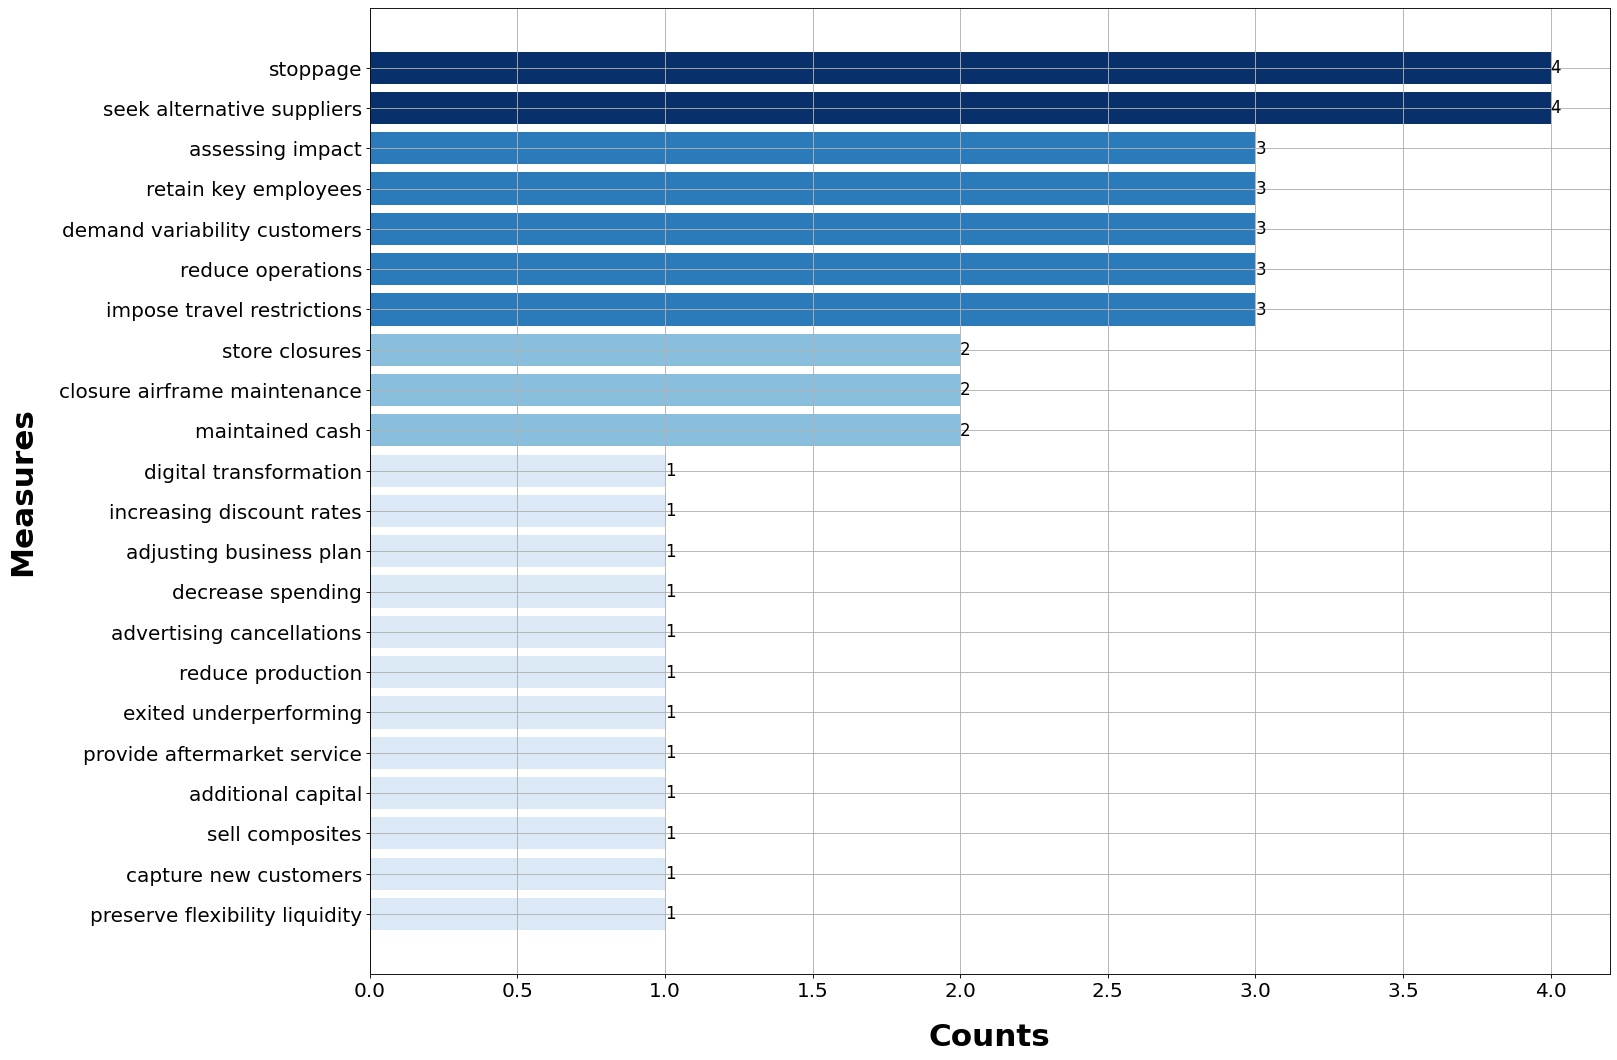 stoppage 4
seek alternative suppliers 4
assessing impact 3
retain key employees 3
demand variability customers 3
reduce operations 3
impose travel restrictions 3
store closures 2
closure airframe maintenance 2
maintained cash 2
digital transformation 1
increasing discount rates 1
adjusting business plan 1
decrease spending 1
advertising cancellations 1
reduce production 1
exited underperforming 1
provide aftermarket service 1
additional capital 1
sell composites 1
capture new customers 1
preserve flexibility liquidity 1
Measures
0.0 0.5 1.0 1.5 2.0 2.5 3.0 3.5 4.0
Counts